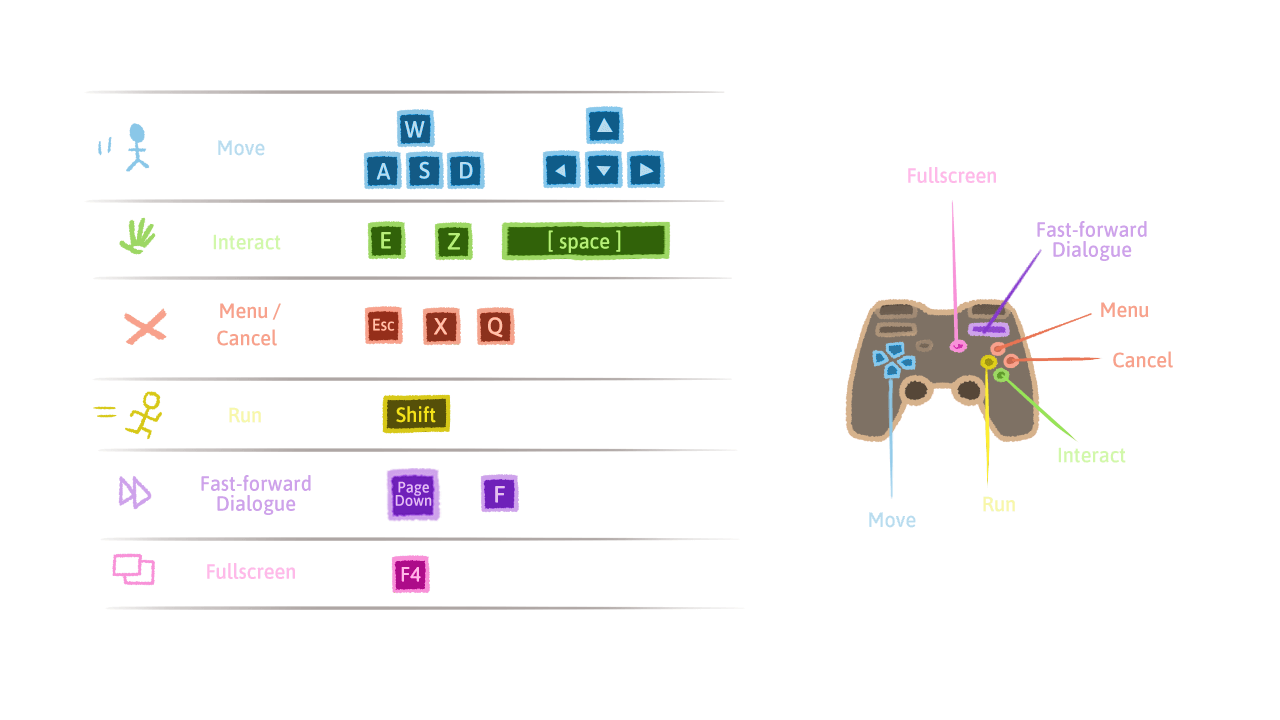 Move
W
A S D
Interact
E Z [ space ]
Menu /
Cancel
Esc X Q
Run
Shift
Fast-forward
Dialogue
Page
Down
F
Fullscreen
F4
Fullscreen
Fast-forward
Dialogue
Menu
Cancel
Interact
Run
Move